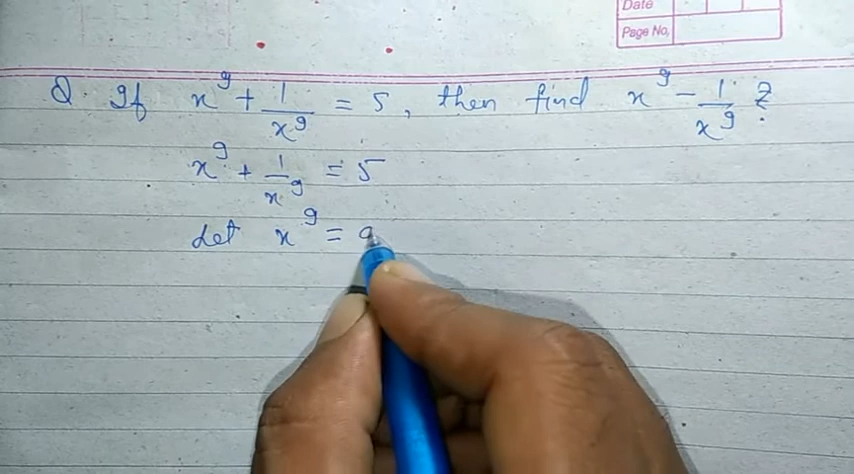 Date
Page No,
Q. If x^9 + 1/x^9 = 5, then find x^9 - 1/x^9 ?
x^9 + 1/x^9 = 5
Let x^9 = a